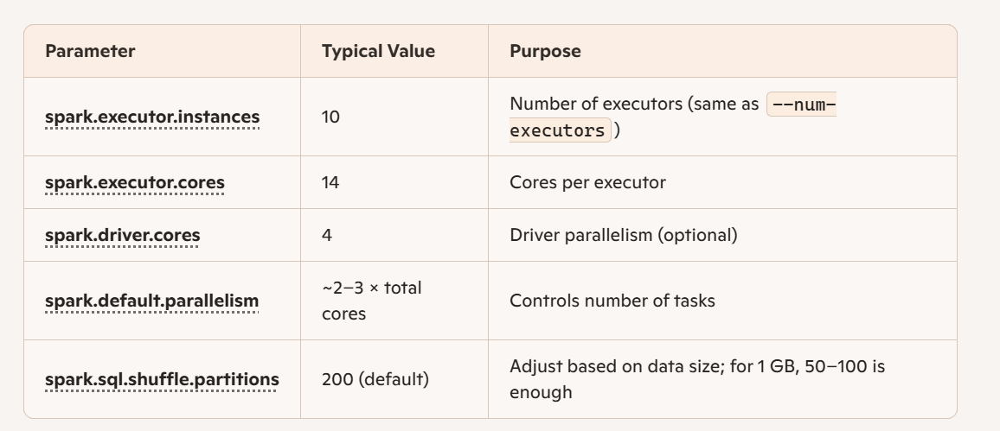 Parameter Typical Value Purpose
spark.executor.instances 10 Number of executors (same as --num-
executors )
spark.executor.cores 14 Cores per executor
spark.driver.cores 4 Driver parallelism (optional)
spark.default.parallelism ~2–3 × total
cores Controls number of tasks
spark.sql.shuffle.partitions 200 (default) Adjust based on data size; for 1 GB, 50–100 is
enough